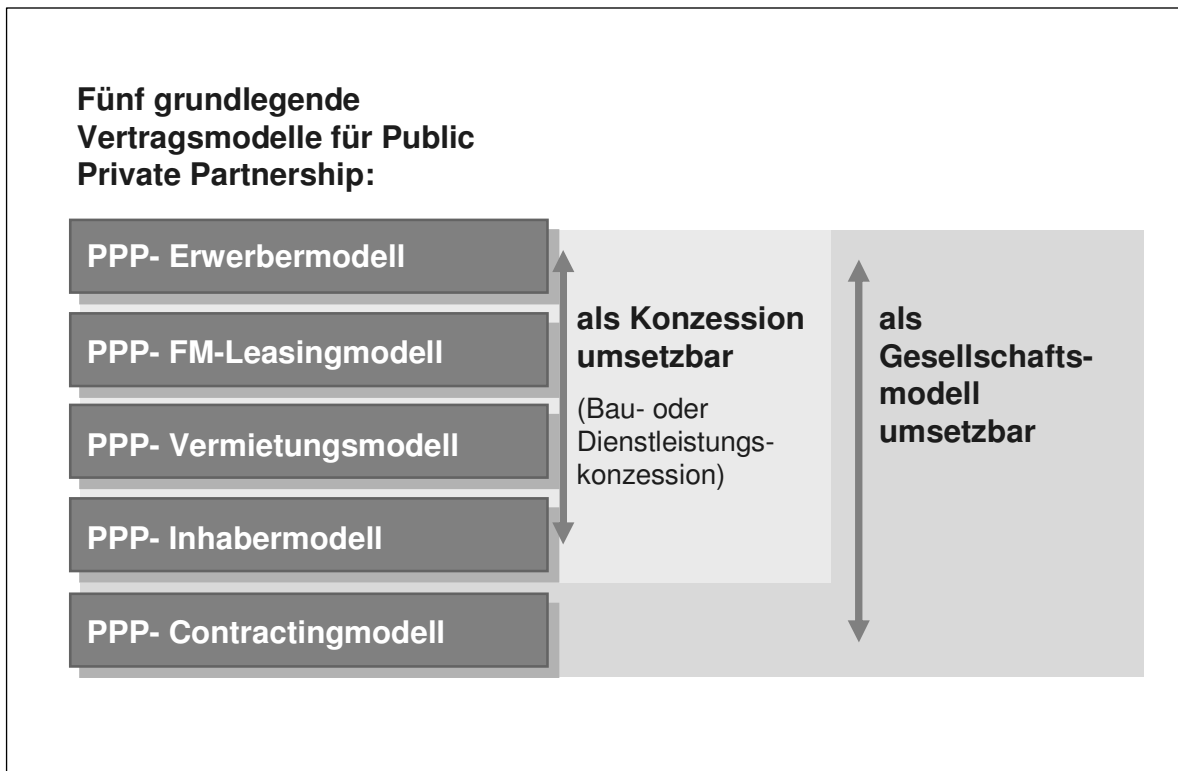 Fünf grundlegende
Vertragsmodelle für Public
Private Partnership:
PPP- Erwerbermodell
PPP- FM-Leasingmodell
PPP- Vermietungsmodell
PPP- Inhabermodell
PPP- Contractingmodell
als Konzession
umsetzbar
(Bau- oder
Dienstleistungs-
konzession)
als
Gesellschafts-
modell
umsetzbar